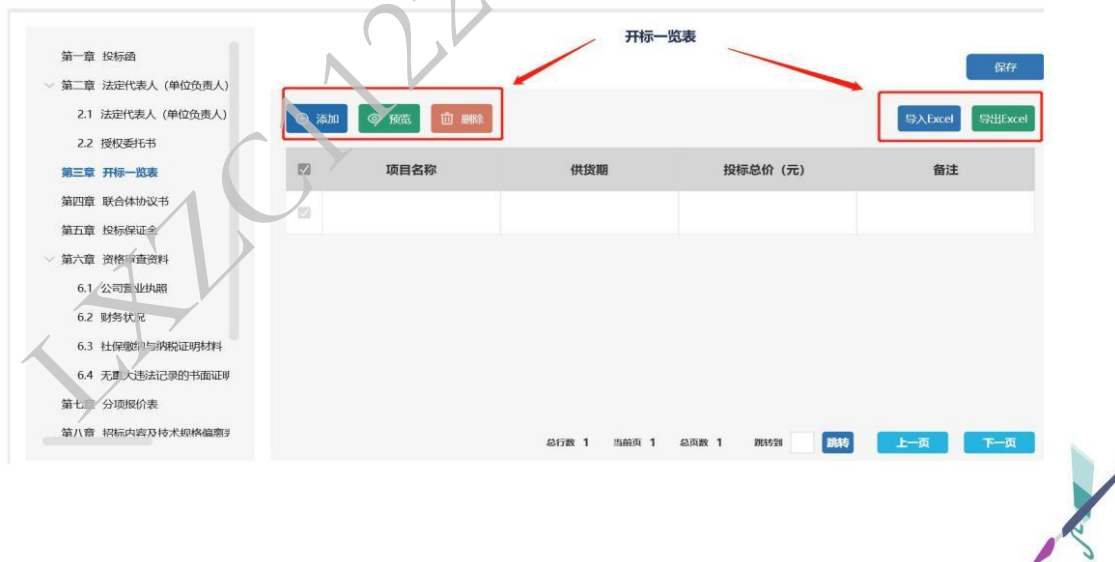 开标一览表
保存
第一章 投标函
第二章 法定代表人（单位负责人）
2.1 法定代表人（单位负责人）
2.2 授权委托书
第三章 开标一览表
第四章 联合体协议书
第五章 投标保证金
第六章 资格审查资料
6.1 公司营业执照
6.2 财务状况
6.3 社保缴纳与纳税证明材料
6.4 无重大违法记录的书面证明
第七章 分项报价表
第八章 招标内容及技术规格偏离
添加 预览 删除 导入Excel 导出Excel
项目名称 供货期 投标总价（元） 备注
总行数 1 当前页 1 总页数 1 跳转到 跳转 上一页 下一页
LXZC122